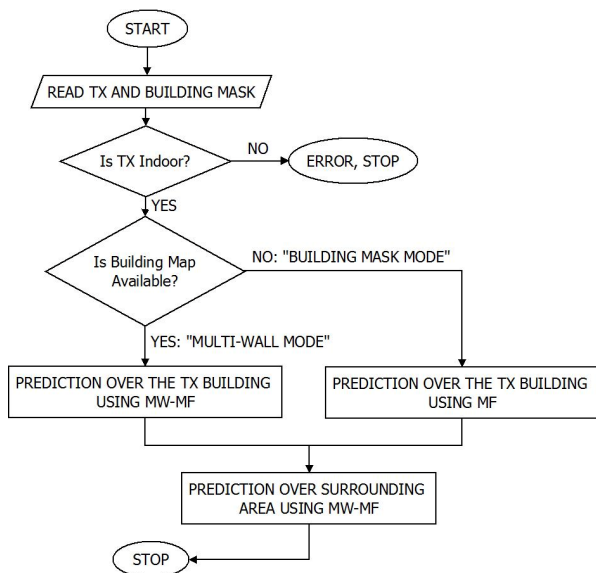 START
READ TX AND BUILDING MASK
Is TX Indoor?
NO
ERROR, STOP
YES
Is Building Map
Available?
NO: "BUILDING MASK MODE"
YES: "MULTI-WALL MODE"
PREDICTION OVER THE TX BUILDING
USING MW-MF
PREDICTION OVER THE TX BUILDING
USING MF
PREDICTION OVER SURROUNDING
AREA USING MW-MF
STOP